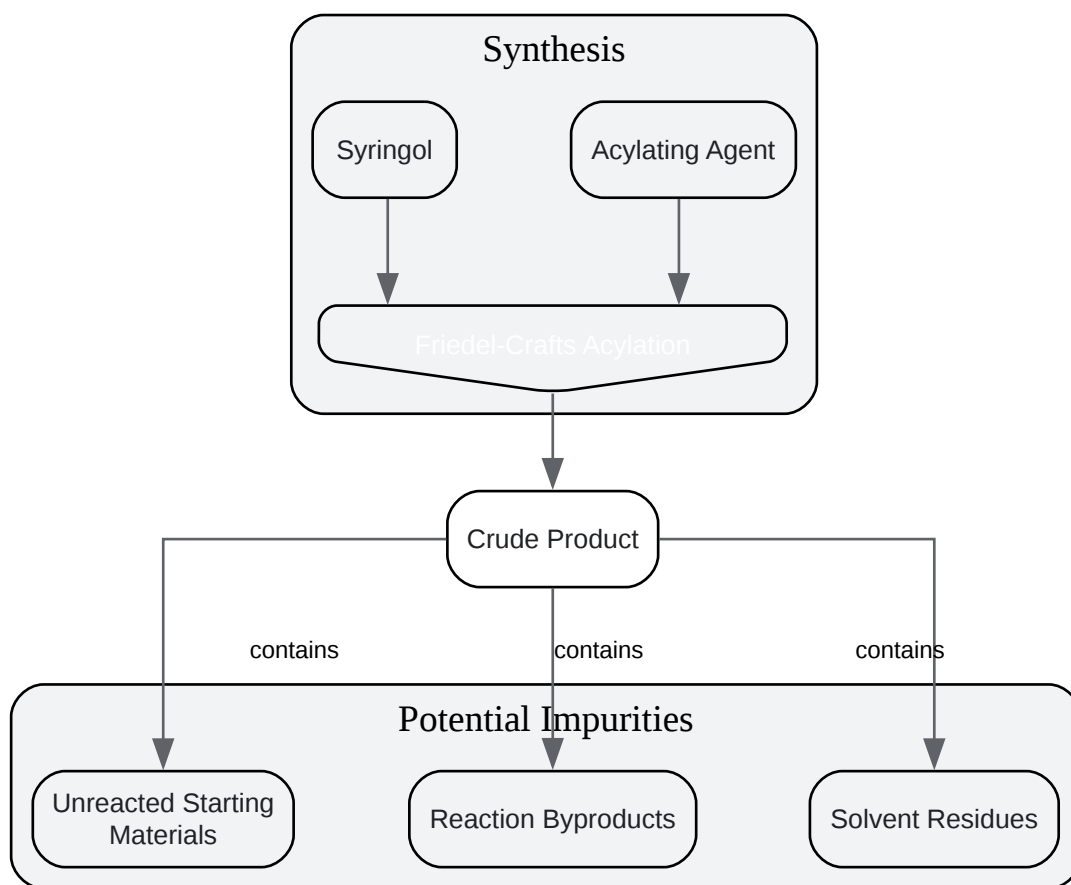 Synthesis
Syringol
Acylating Agent
Friedel-Crafts Acylation
Crude Product
contains
contains
contains
Potential Impurities
Unreacted Starting
Materials
Reaction Byproducts
Solvent Residues